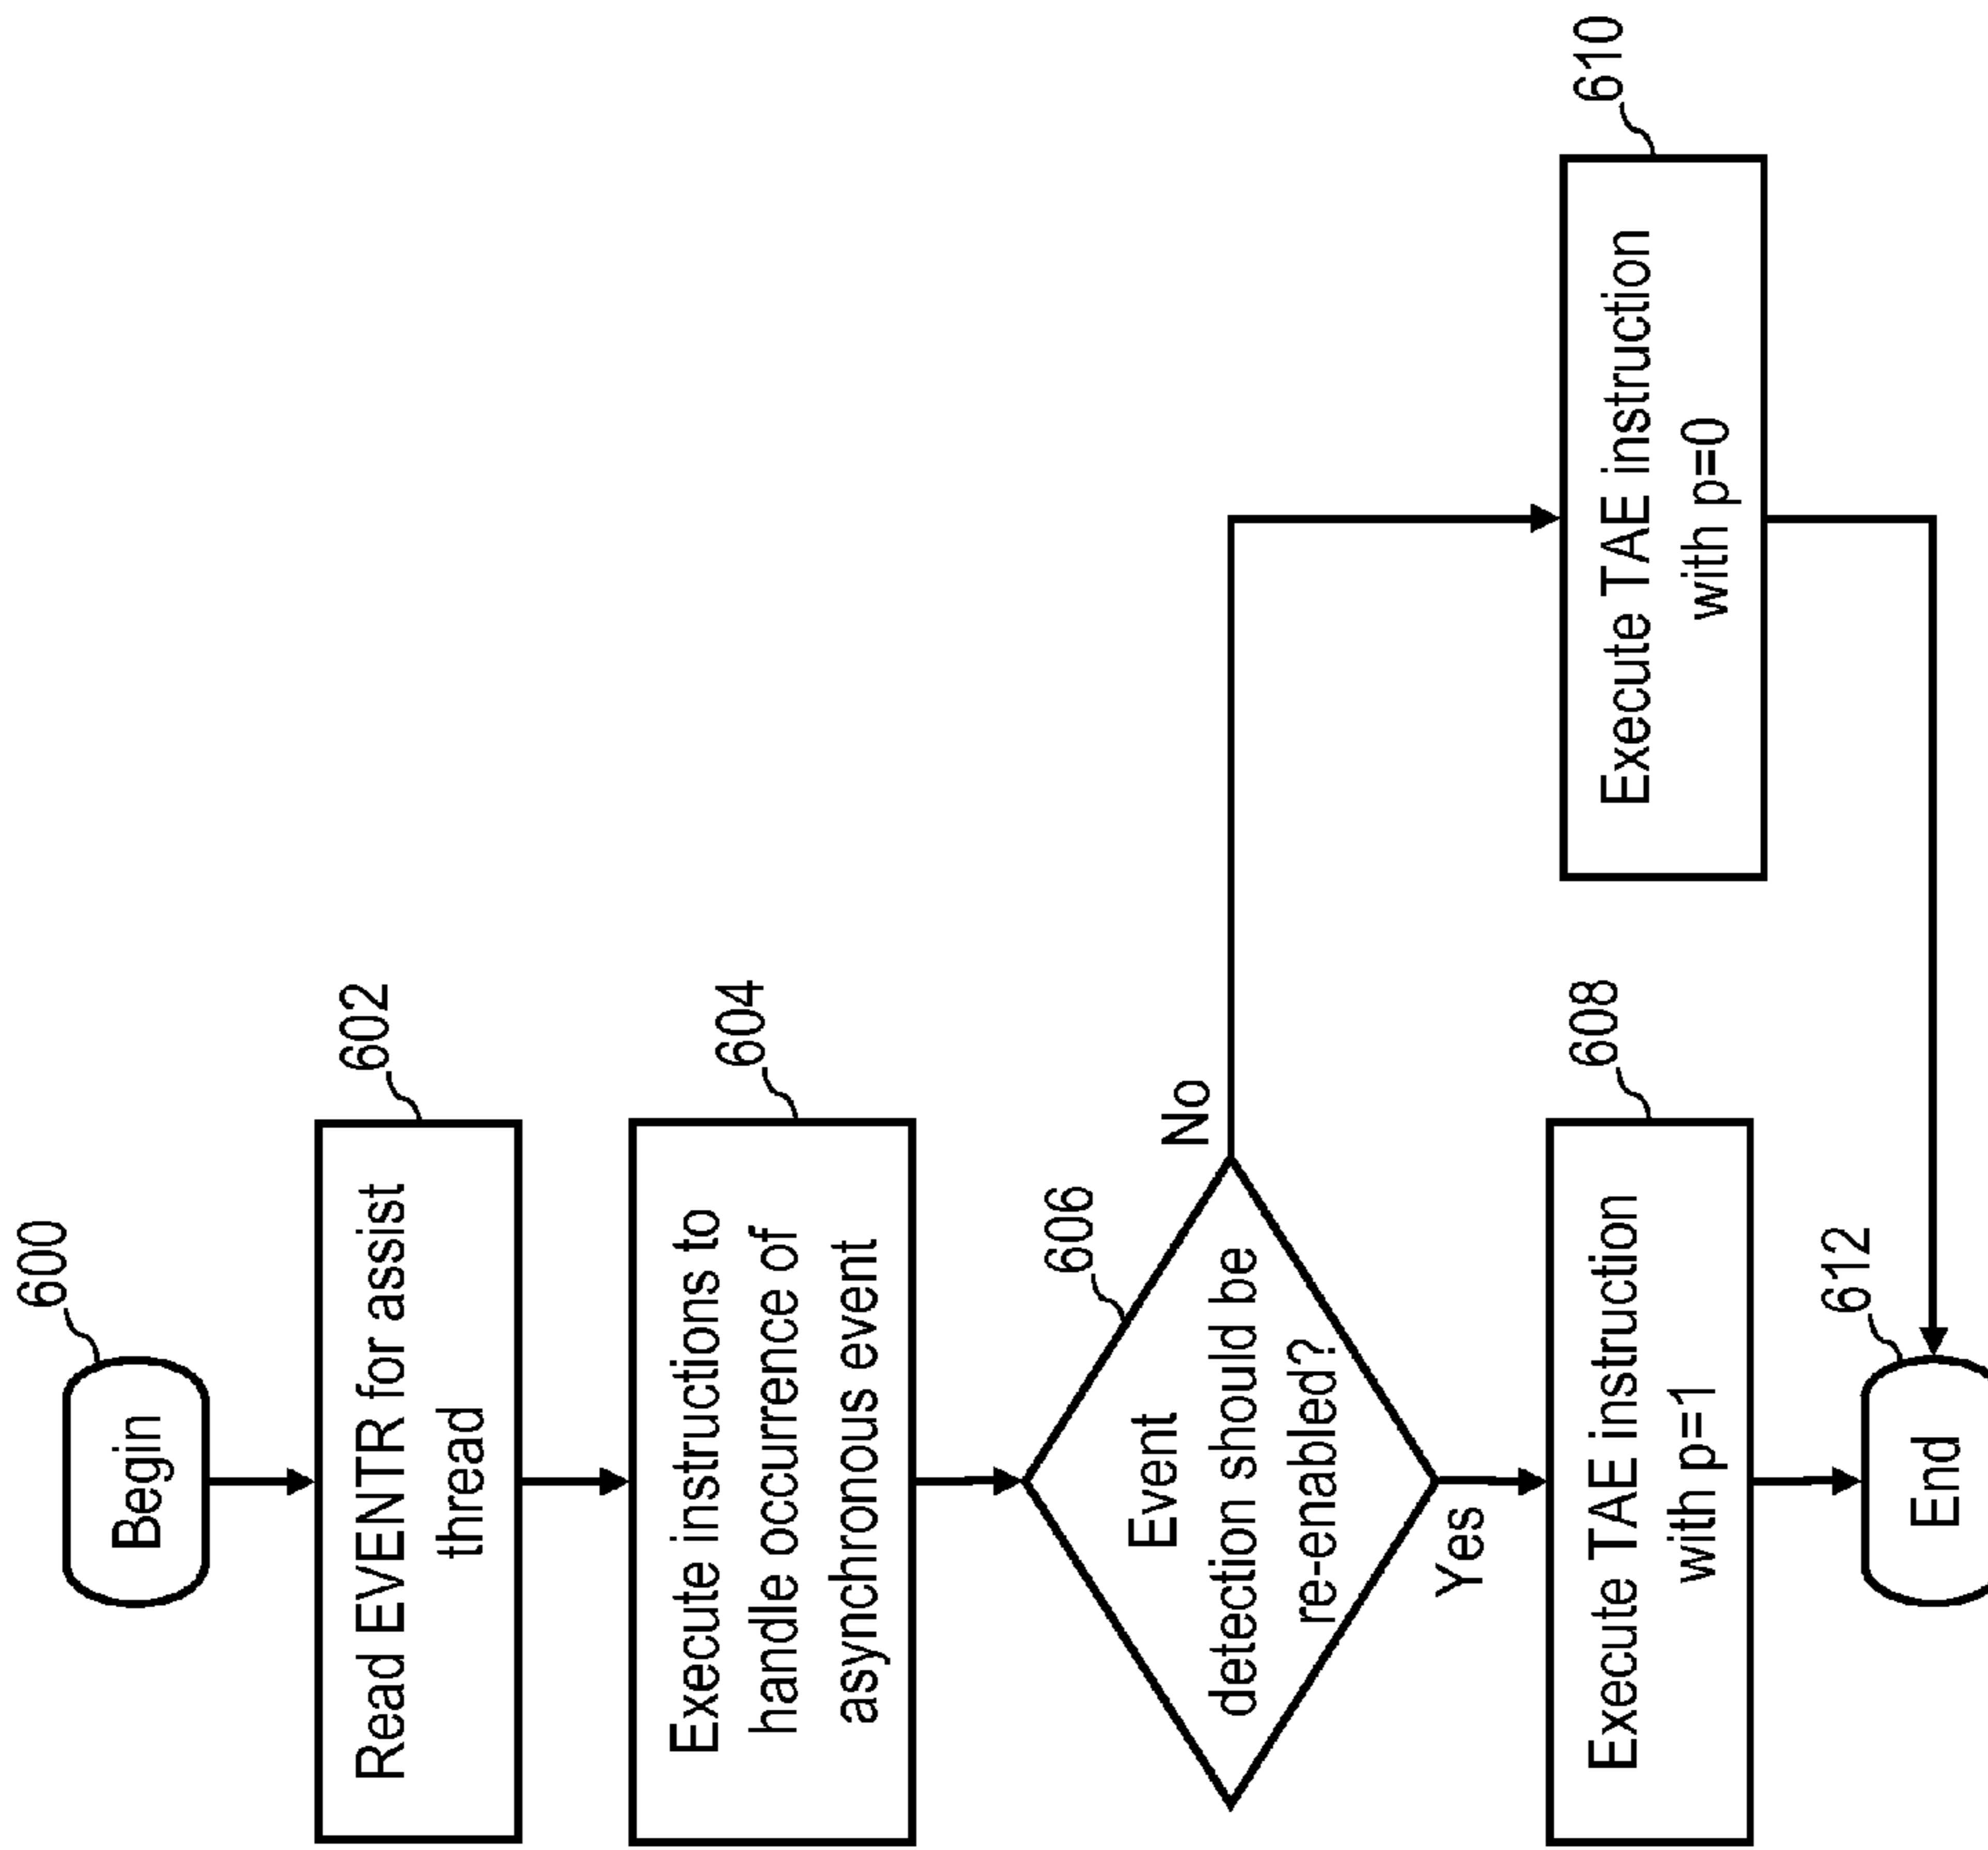 600
Begin
602
Read EVENTR for assist
thread
604
Execute instructions to
handle occurrence of
asynchronous event
606
Event
detection should be
re-enabled?
No
Yes
608
Execute TAE instruction
with p=1
610
Execute TAE instruction
with p=0
612
End